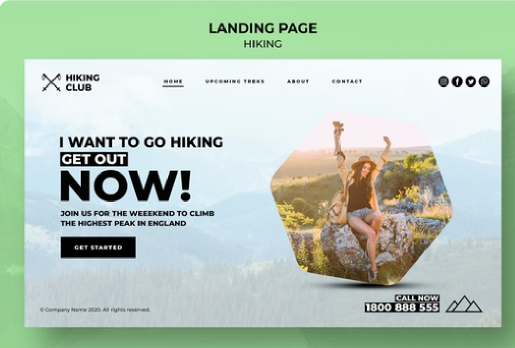 LANDING PAGE
HIKING
HIKING
CLUB
HOME
UPCOMING TREKS
ABOUT
CONTACT
I WANT TO GO HIKING
GET OUT
NOW!
JOIN US FOR THE WEEEKEND TO CLIMB
THE HIGHEST PEAK IN ENGLAND
GET STARTED
© Company Name 2020. All rights reserved.
CALL NOW
1800 888 555